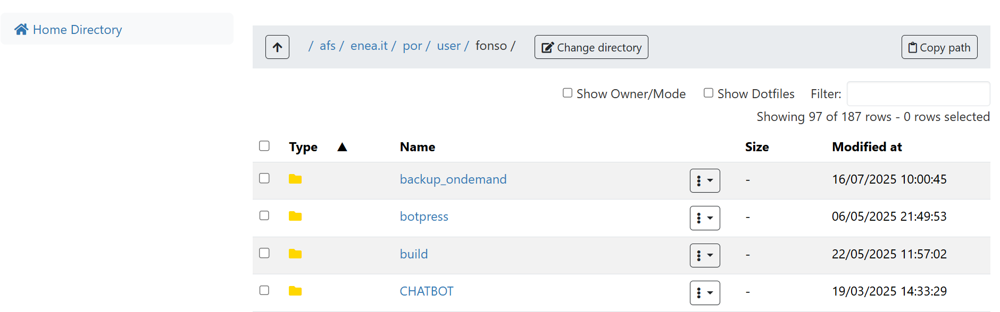 Home Directory
/ afs / enea.it / por / user / fonso / Change directory Copy path
Show Owner/Mode Show Dotfiles Filter:
Showing 97 of 187 rows - 0 rows selected
Type ▲ Name Size Modified at
backup_ondemand - 16/07/2025 10:00:45
botpress - 06/05/2025 21:49:53
build - 22/05/2025 11:57:02
CHATBOT - 19/03/2025 14:33:29